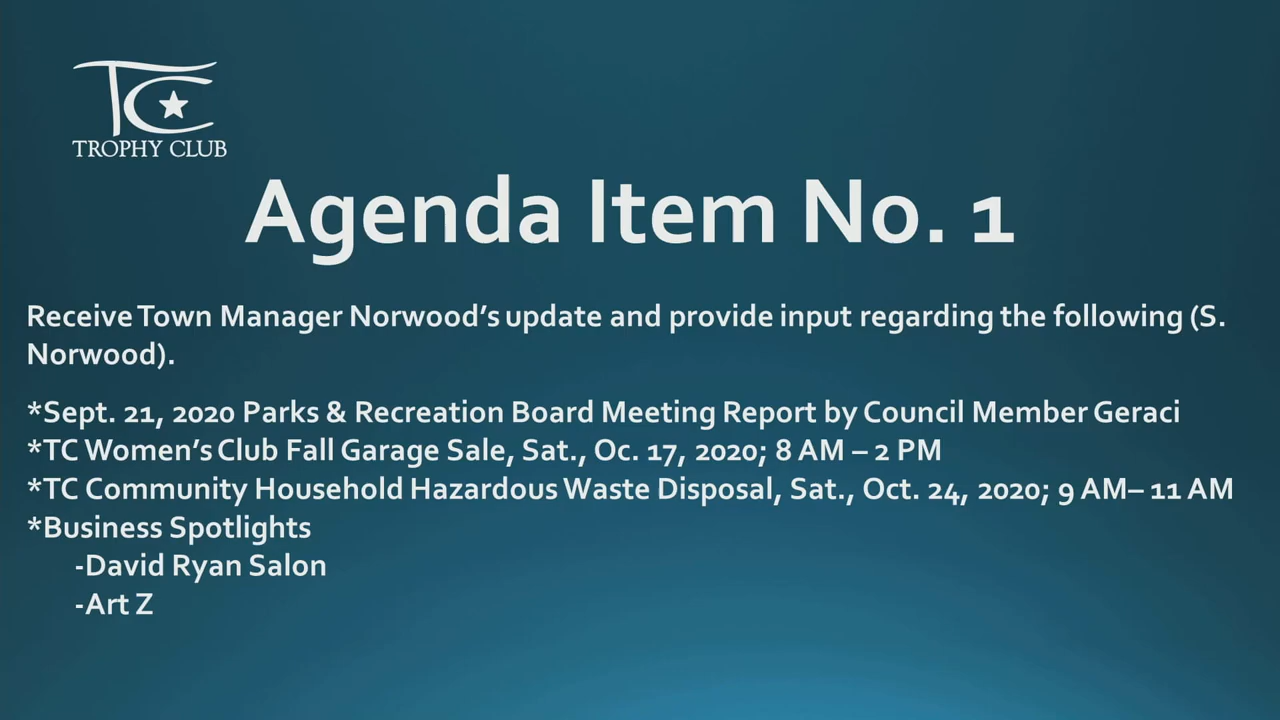 TC
TROPHY CLUB
Agenda Item No. 1
Receive Town Manager Norwood's update and provide input regarding the following (S.
Norwood).
*Sept. 21, 2020 Parks & Recreation Board Meeting Report by Council Member Geraci
*TC Women's Club Fall Garage Sale, Sat., Oc. 17, 2020; 8 AM – 2 PM
*TC Community Household Hazardous Waste Disposal, Sat., Oct. 24, 2020; 9 AM– 11 AM
*Business Spotlights
-David Ryan Salon
-Art Z